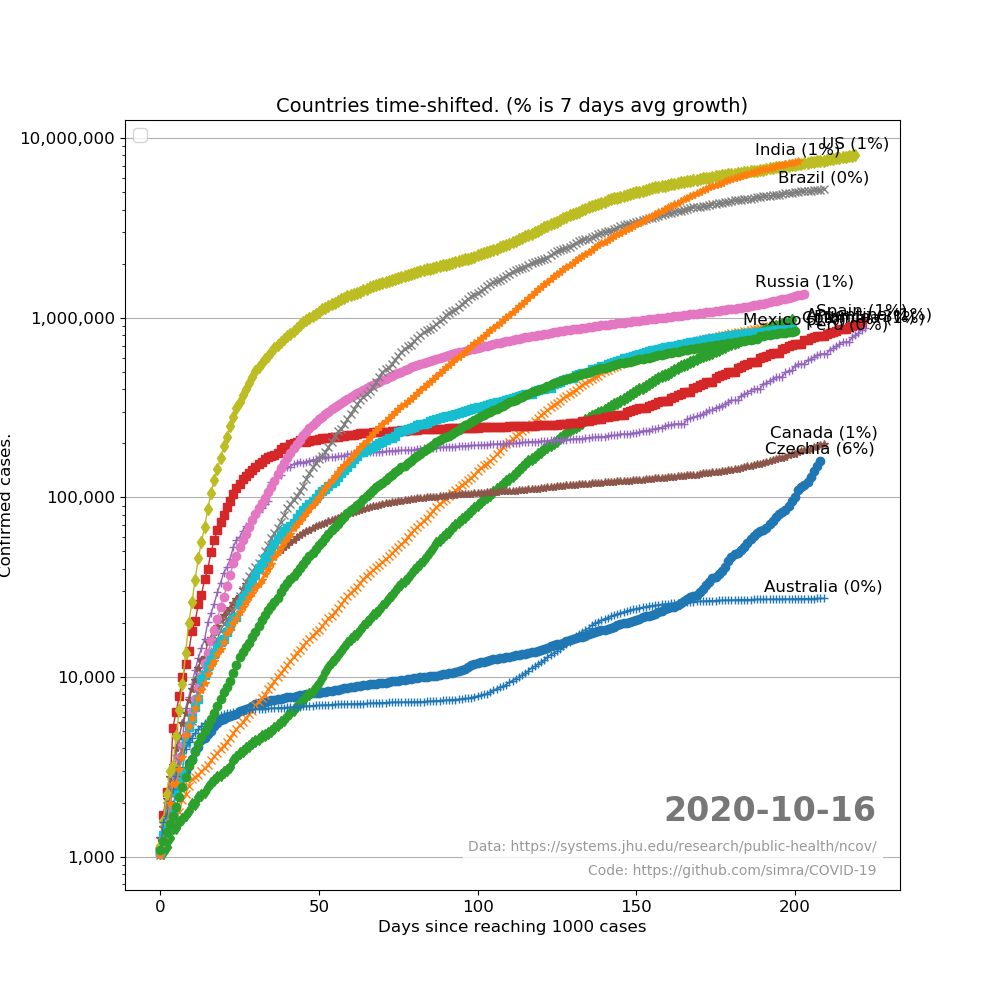 Countries time-shifted. (% is 7 days avg growth)
10,000,000
1,000,000
100,000
10,000
1,000
Confirmed cases.
US (1%)
India (1%)
Brazil (0%)
Russia (1%)
Spain (1%)
Mexico
Peru (0%)
Canada (1%)
Czechia (6%)
Australia (0%)
2020-10-16
Data: https://systems.jhu.edu/research/public-health/ncov/
Code: https://github.com/simra/COVID-19
0 50 100 150 200
Days since reaching 1000 cases